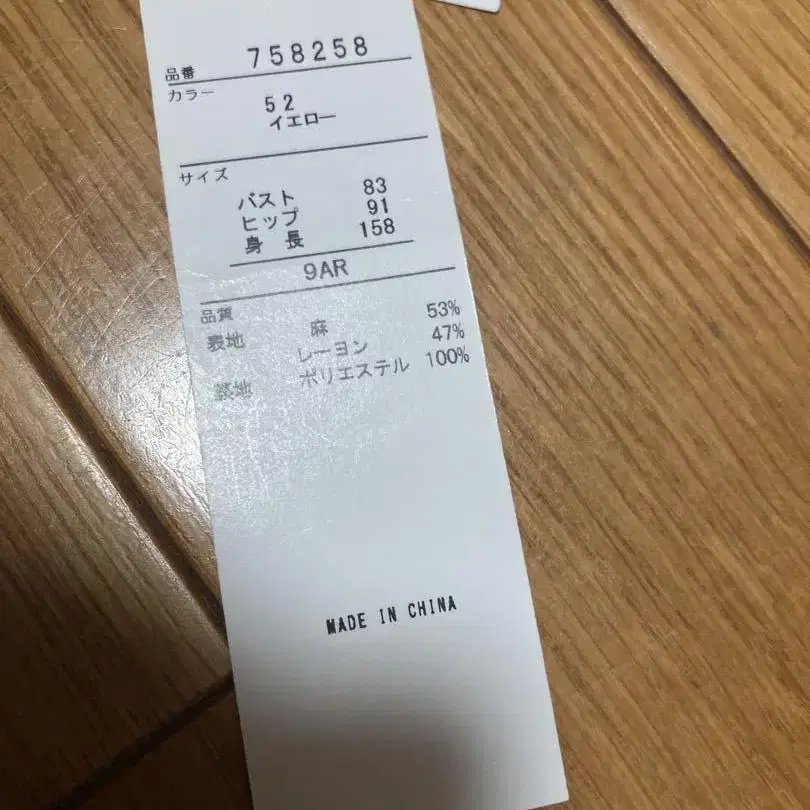 品番 758258
カラー
52
イエロー
サイズ
バスト 83
ヒップ 91
身長 158
9AR
品質
表地 麻 53%
レーヨン 47%
裏地 ポリエステル 100%
MADE IN CHINA